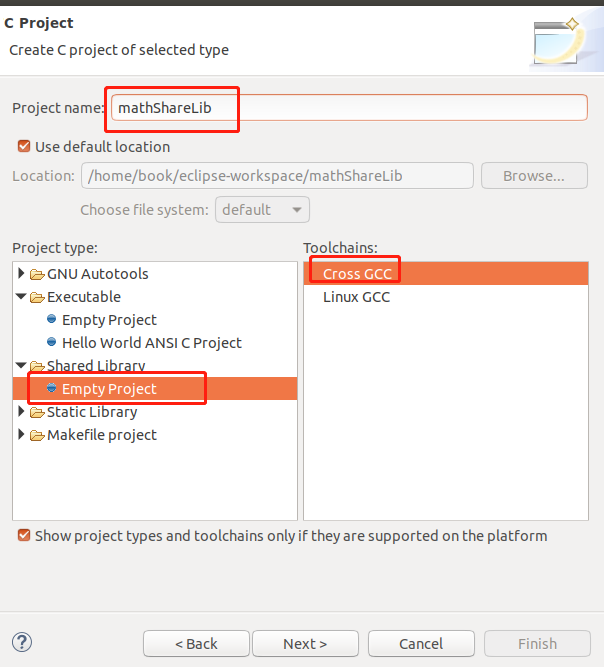 C Project
Create C project of selected type
Project name: mathShareLib
Use default location
Location: /home/book/eclipse-workspace/mathShareLib Browse...
Choose file system: default
Project type: Toolchains:
GNU Autotools Cross GCC
Executable Linux GCC
Empty Project
Hello World ANSI C Project
Shared Library
Empty Project
Static Library
Makefile project
Show project types and toolchains only if they are supported on the platform
? < Back Next > Cancel Finish